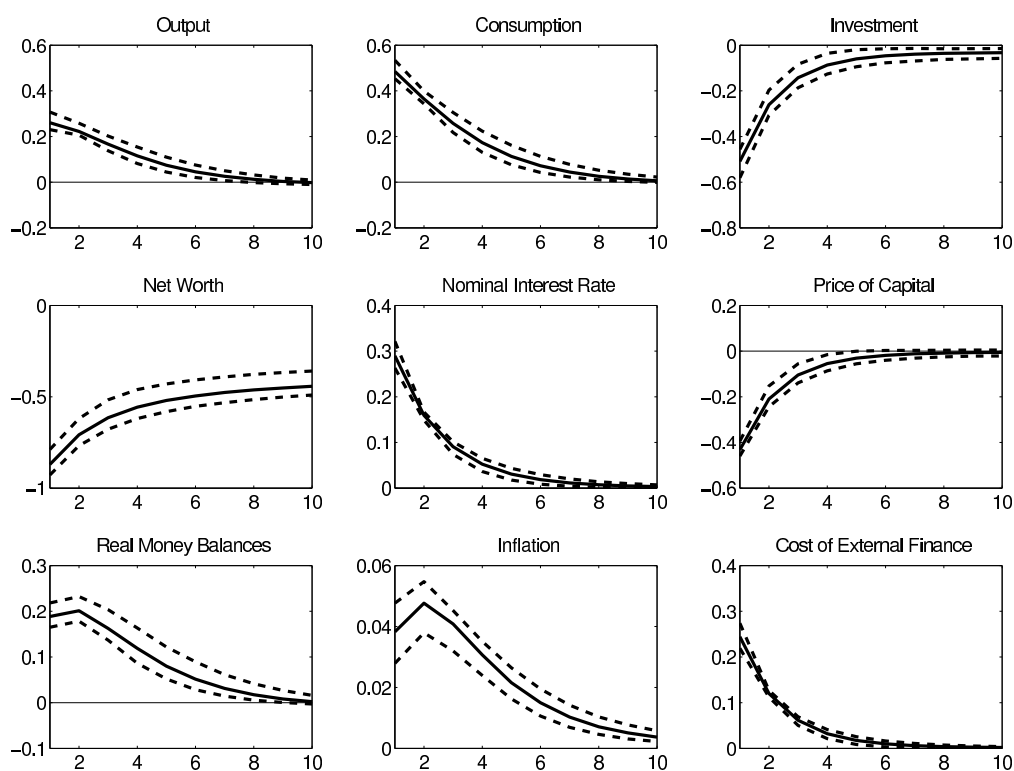 Output
0.6
0.4
0.2
0
−0.2
2 4 6 8 10
Consumption
0.6
0.4
0.2
0
−0.2
2 4 6 8 10
Investment
0
−0.2
−0.4
−0.6
−0.8
2 4 6 8 10
Net Worth
0
−0.5
−1
2 4 6 8 10
Nominal Interest Rate
0.4
0.3
0.2
0.1
0
2 4 6 8 10
Price of Capital
0.2
0
−0.2
−0.4
−0.6
2 4 6 8 10
Real Money Balances
0.3
0.2
0.1
0
−0.1
2 4 6 8 10
Inflation
0.06
0.04
0.02
0
2 4 6 8 10
Cost of External Finance
0.4
0.3
0.2
0.1
0
2 4 6 8 10